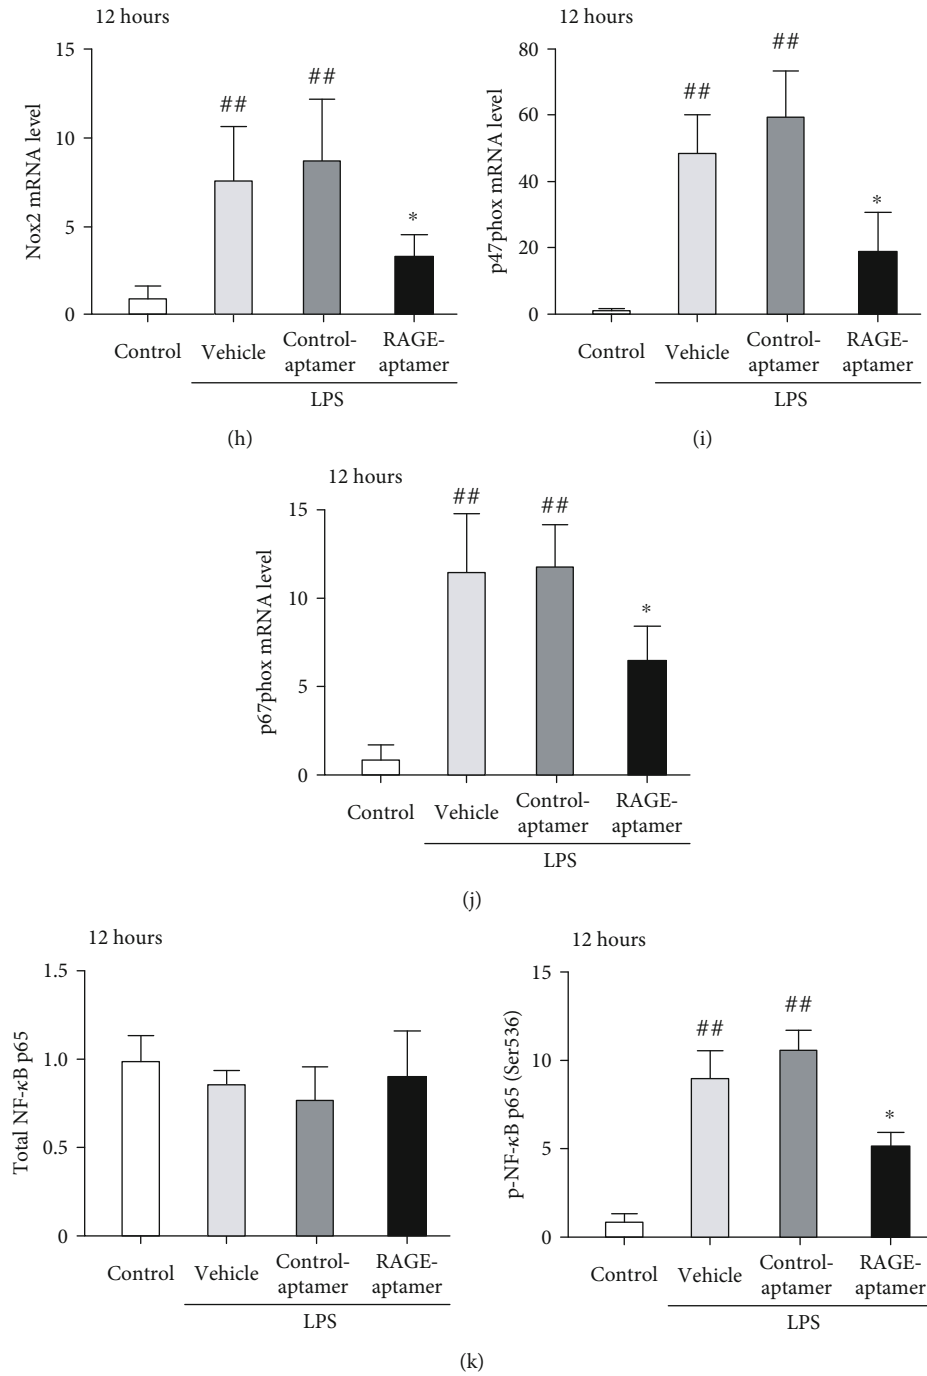 12 hours
Nox2 mRNA level
15
10
5
0
##
##
*
Control
Vehicle
Control-
aptamer
RAGE-
aptamer
LPS
(h)
12 hours
p47phox mRNA level
80
60
40
20
0
##
##
*
Control
Vehicle
Control-
aptamer
RAGE-
aptamer
LPS
(i)
12 hours
p67phox mRNA level
15
10
5
0
##
##
*
Control
Vehicle
Control-
aptamer
RAGE-
aptamer
LPS
(j)
12 hours
Total NF-κB p65
1.5
1.0
0.5
0
Control
Vehicle
Control-
aptamer
RAGE-
aptamer
LPS
12 hours
p-NF-κB p65 (Ser536)
15
10
5
0
##
##
*
Control
Vehicle
Control-
aptamer
RAGE-
aptamer
LPS
(k)